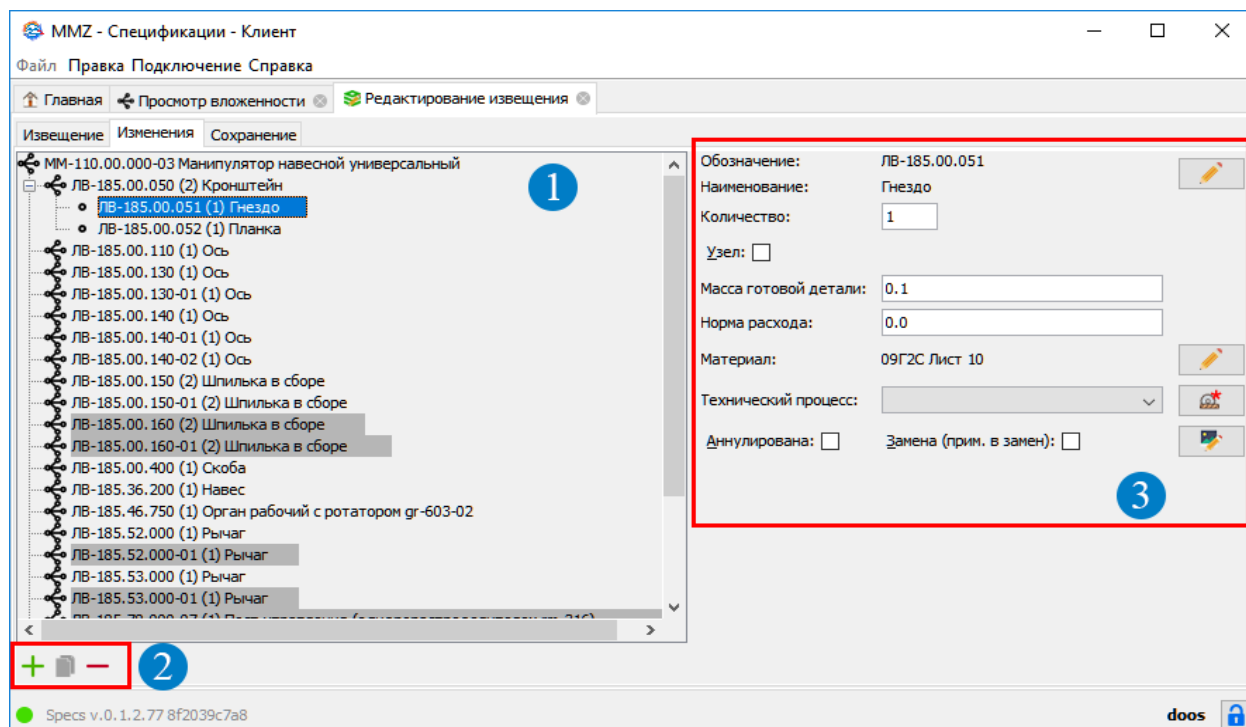 MMZ - Спецификации - Клиент
Файл Правка Подключение Справка
Главная Просмотр вложенности Редактирование извещения
Извещение Изменения Сохранение
ММ-110.00.000-03 Манипулятор навесной универсальный
ЛВ-185.00.050 (2) Кронштейн
ЛВ-185.00.051 (1) Гнездо
ЛВ-185.00.052 (1) Планка
ЛВ-185.00.110 (1) Ось
ЛВ-185.00.130 (1) Ось
ЛВ-185.00.130-01 (1) Ось
ЛВ-185.00.140 (1) Ось
ЛВ-185.00.140-01 (1) Ось
ЛВ-185.00.140-02 (1) Ось
ЛВ-185.00.150 (2) Шпилька в сборе
ЛВ-185.00.150-01 (2) Шпилька в сборе
ЛВ-185.00.160 (2) Шпилька в сборе
ЛВ-185.00.160-01 (2) Шпилька в сборе
ЛВ-185.00.400 (1) Скоба
ЛВ-185.36.200 (1) Навес
ЛВ-185.46.750 (1) Орган рабочий с ротатором gr-603-02
ЛВ-185.52.000 (1) Рычаг
ЛВ-185.52.000-01 (1) Рычаг
ЛВ-185.53.000 (1) Рычаг
ЛВ-185.53.000-01 (1) Рычаг
1
Обозначение: ЛВ-185.00.051
Наименование: Гнездо
Количество: 1
Узел:
Масса готовой детали: 0.1
Норма расхода: 0.0
Материал: 09Г2С Лист 10
Технический процесс:
Аннулирована: Замена (прим. в замен):
3
2
Specs v.0.1.2.77 8f2039c7a8
doos